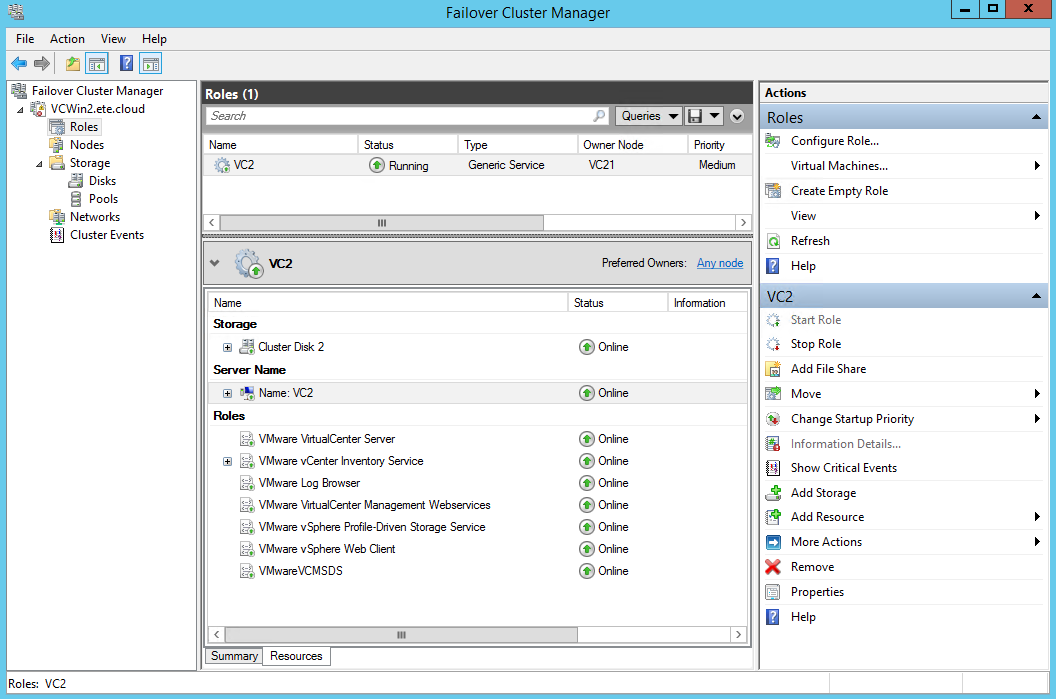 Failover Cluster Manager
File Action View Help
Failover Cluster Manager
VCWin2.ete.cloud
Roles
Nodes
Storage
Disks
Pools
Networks
Cluster Events
Roles (1)
Search
Queries
Name Status Type Owner Node Priority
VC2 Running Generic Service VC21 Medium
VC2 Preferred Owners: Any node
Name Status Information
Storage
Cluster Disk 2 Online
Server Name
Name: VC2 Online
Roles
VMware VirtualCenter Server Online
VMware vCenter Inventory Service Online
VMware Log Browser Online
VMware VirtualCenter Management Webservices Online
VMware vSphere Profile-Driven Storage Service Online
VMware vSphere Web Client Online
VMwareVCMSDS Online
Summary Resources
Actions
Roles
Configure Role...
Virtual Machines...
Create Empty Role
View
Refresh
Help
VC2
Start Role
Stop Role
Add File Share
Move
Change Startup Priority
Information Details...
Show Critical Events
Add Storage
Add Resource
More Actions
Remove
Properties
Help
Roles: VC2